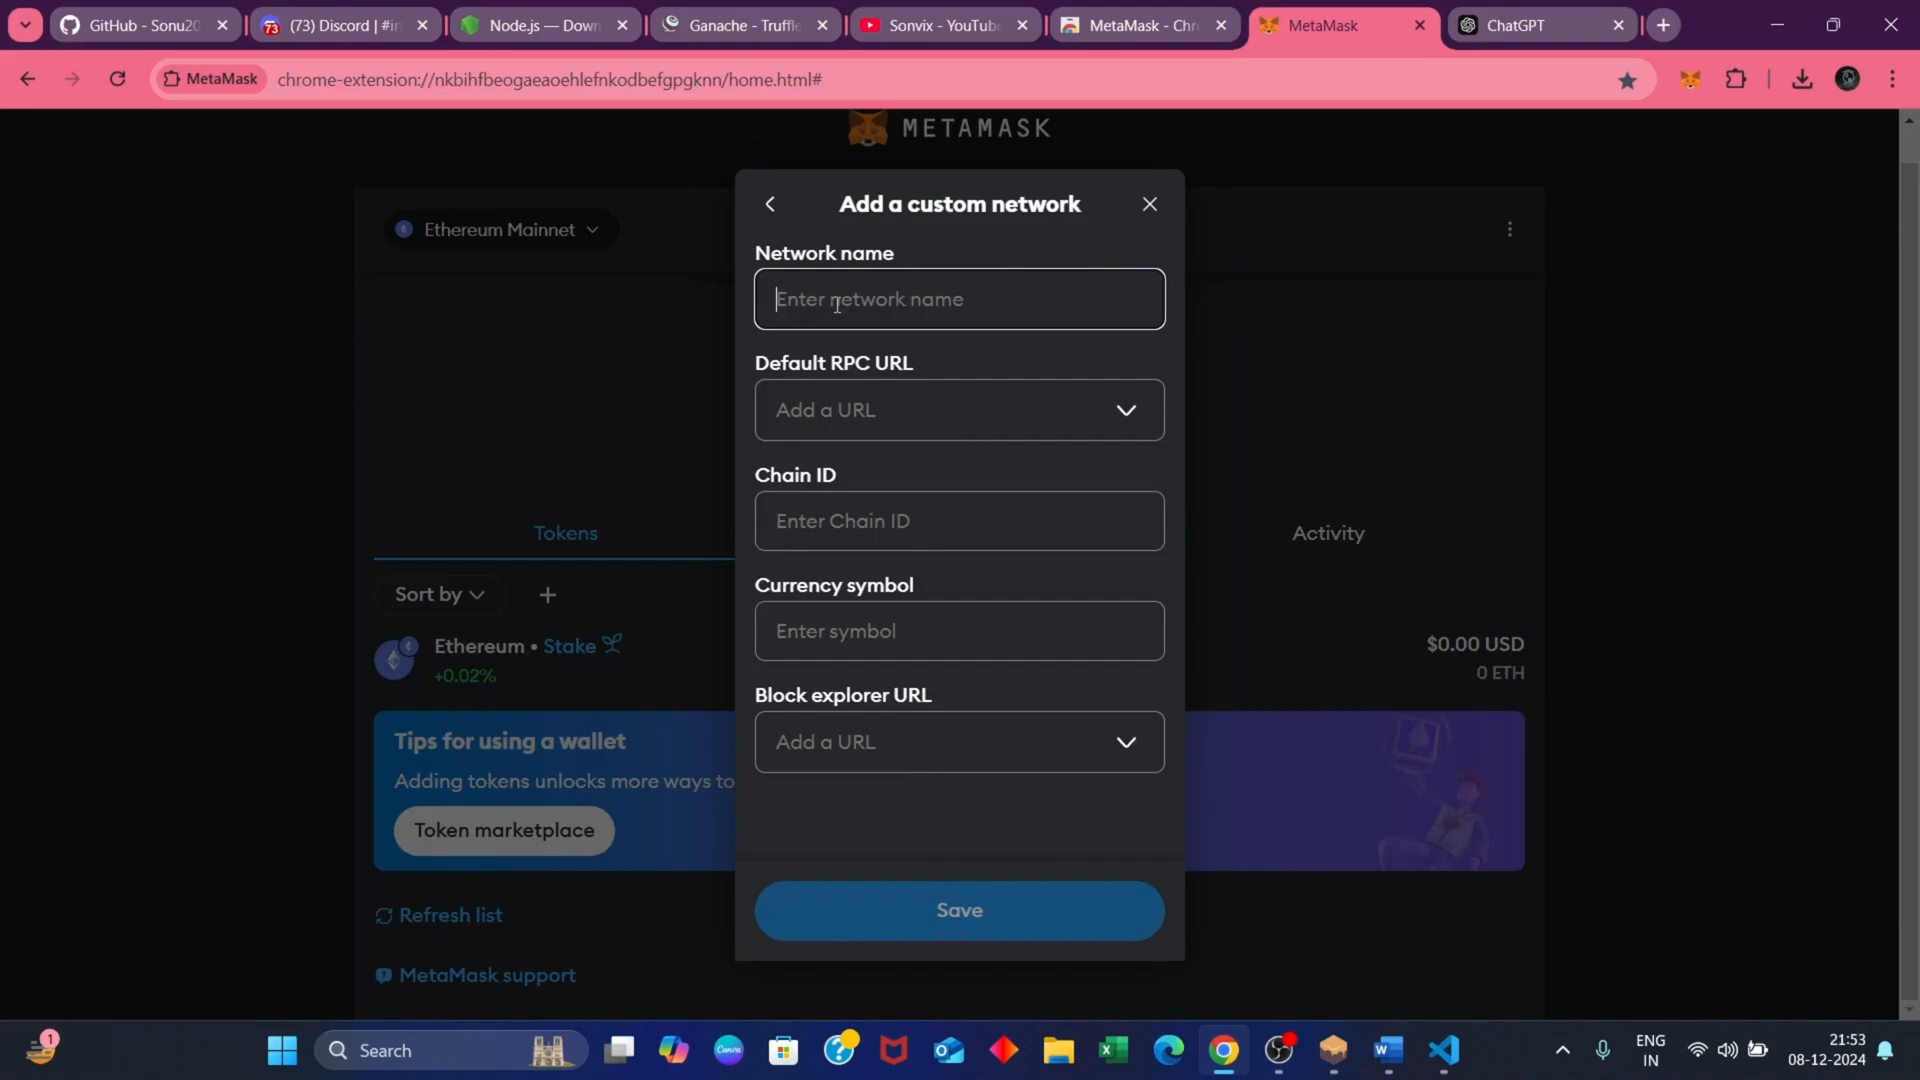 GitHub - Sonu20
(73) Discord | #in
Node.js — Down
Ganache - Truffle
Sonvix - YouTube
MetaMask - Chr
MetaMask
ChatGPT
MetaMask
chrome-extension://nkbihfbeogaeaoehlefnkodbefgpgknn/home.html#
METAMASK
Ethereum Mainnet
Add a custom network
Network name
Enter network name
Default RPC URL
Add a URL
Chain ID
Enter Chain ID
Currency symbol
Enter symbol
Block explorer URL
Add a URL
Save
Tokens
Activity
Sort by
Ethereum • Stake
+0.02%
$0.00 USD
0 ETH
Tips for using a wallet
Adding tokens unlocks more ways to
Token marketplace
Refresh list
MetaMask support
1
Search
ENG
IN
21:53
08-12-2024